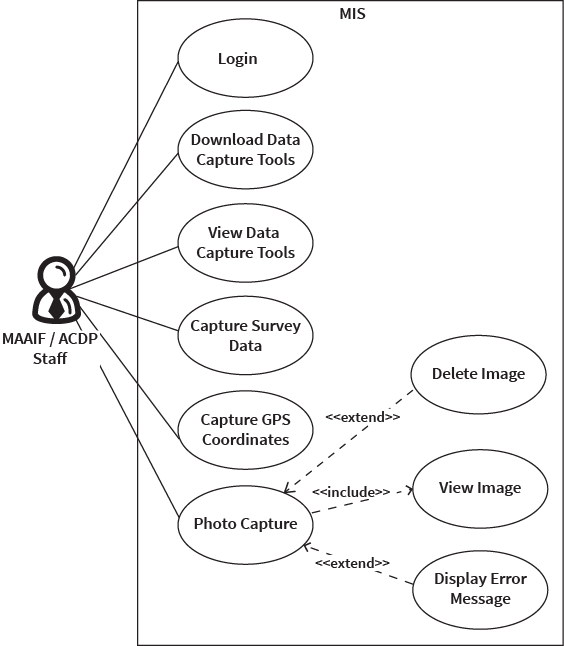 MIS
Login
Download Data
Capture Tools
View Data
Capture Tools
Capture Survey
Data
MAAIF / ACDP
Staff
Capture GPS
Coordinates
Photo Capture
Delete Image
<<extend>>
<<include>>
View Image
<<extend>>
Display Error
Message